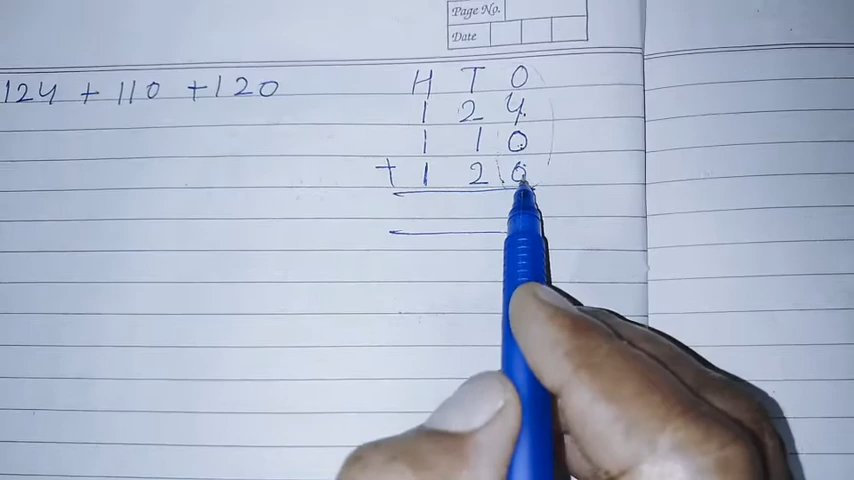 Page No.
Date
124 + 110 + 120
H T O
1 2 4
1 1 0
+ 1 2 0